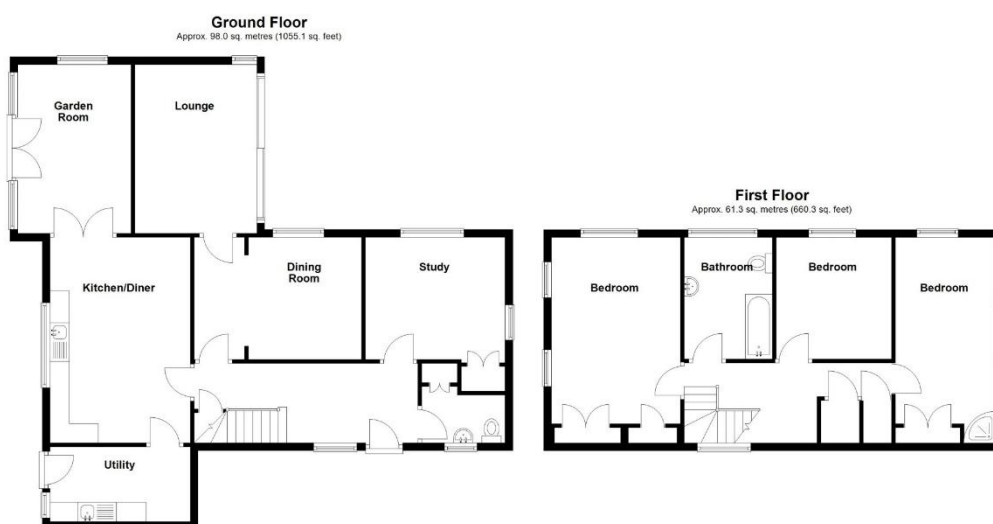 Ground Floor
Approx. 98.0 sq. metres (1055.1 sq. feet)
Garden
Room
Lounge
Kitchen/Diner
Dining
Room
Study
Utility
First Floor
Approx. 61.3 sq. metres (660.3 sq. feet)
Bedroom
Bathroom
Bedroom
Bedroom